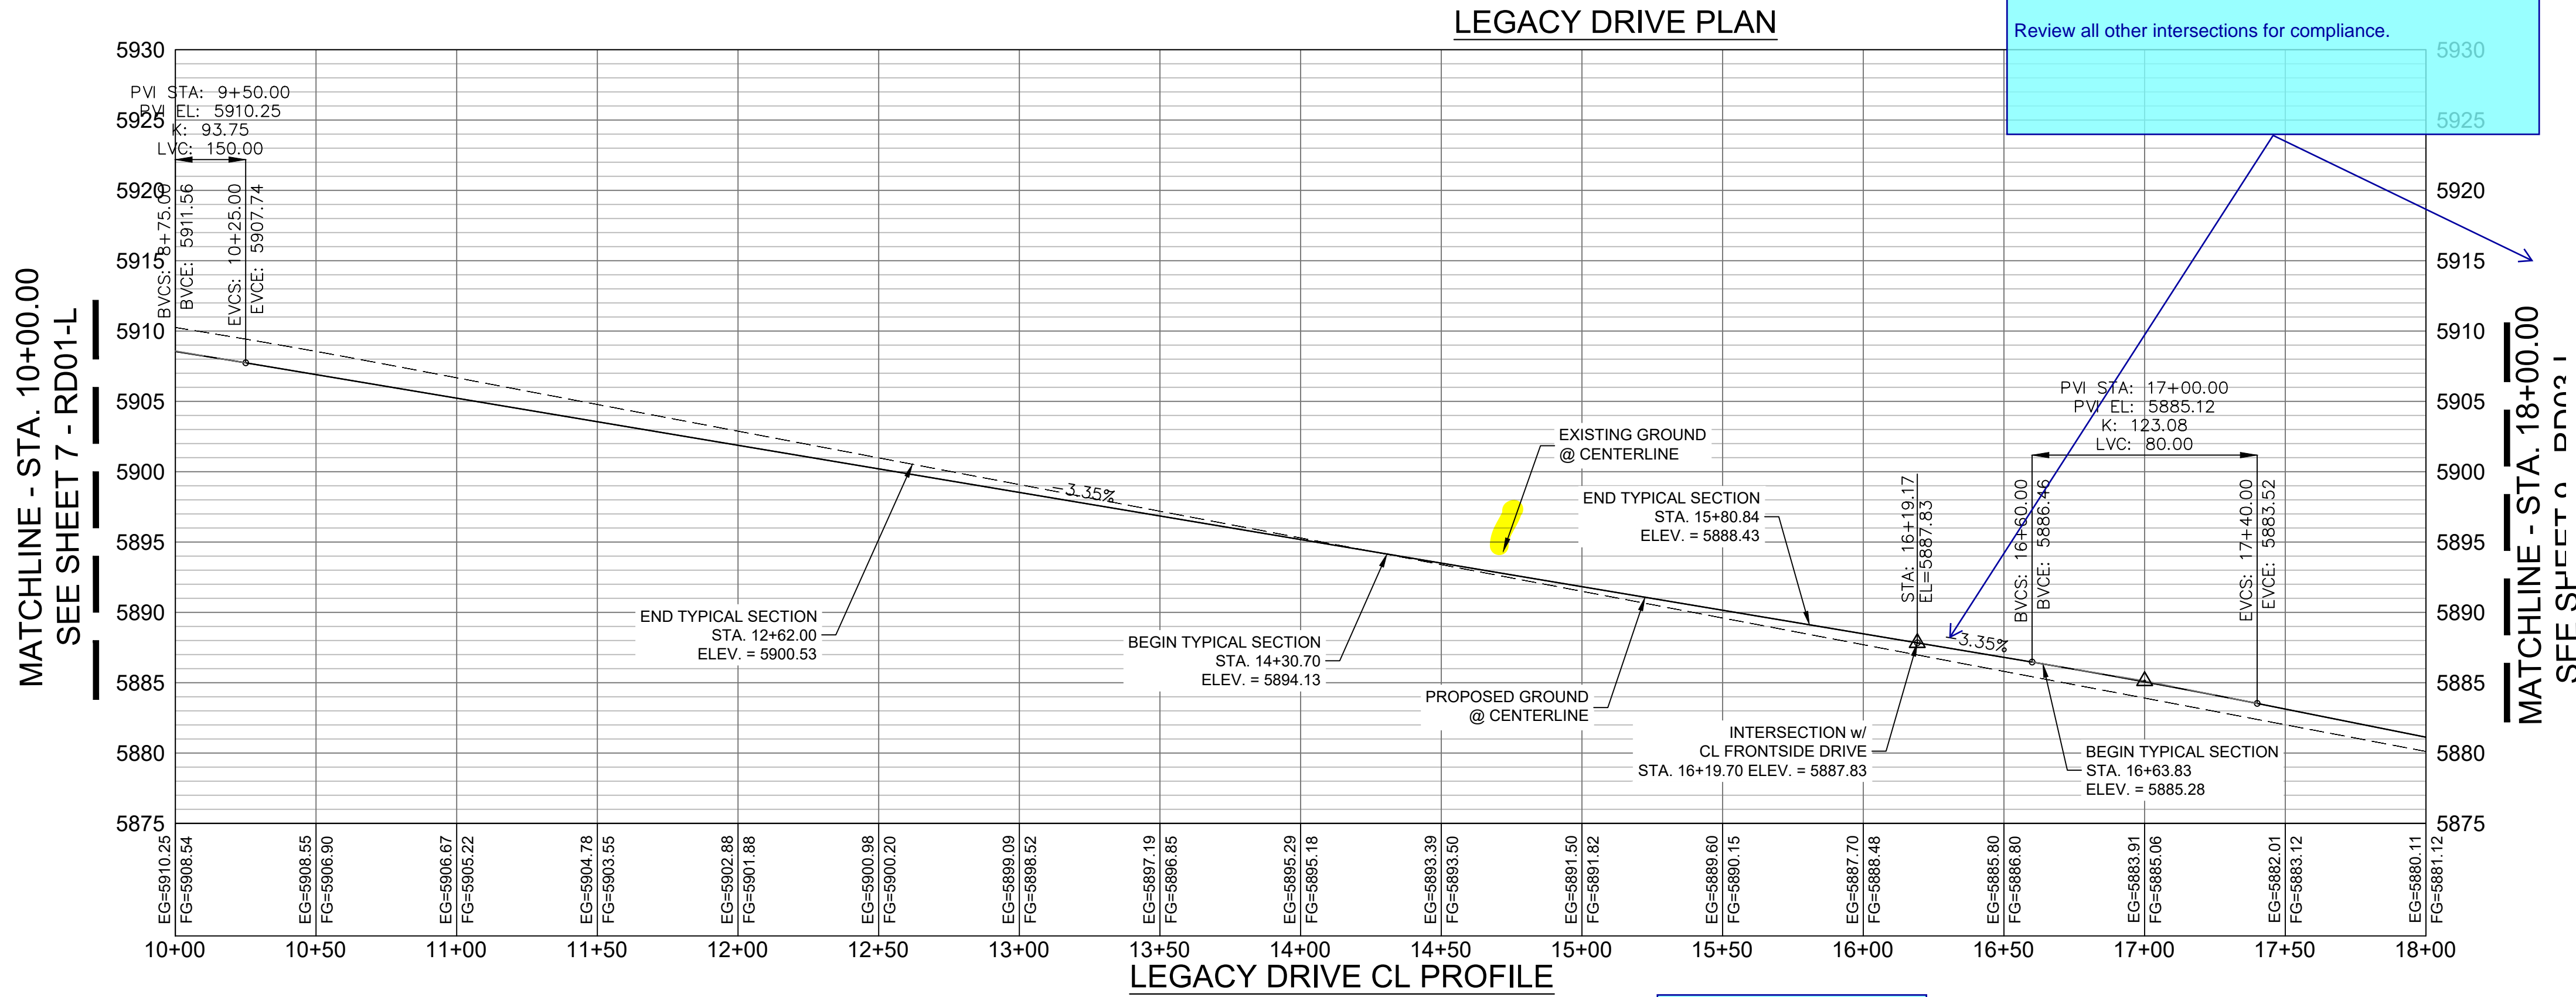 LEGACY DRIVE PLAN
Review all other intersections for compliance.
5930
5925
5920
5915
5910
5905
5900
5895
5890
5885
5880
5875
5930
5925
5920
5915
5910
5905
5900
5895
5890
5885
5880
5875
MATCHLINE - STA. 10+00.00
SEE SHEET 7 - RD01-L
PVI STA: 9+50.00
PVI EL: 5910.25
K: 93.75
LVC: 150.00
BVCS: 8+75.00
BVCE: 5911.56
EVCS: 10+25.00
EVCE: 5907.74
-3.35%
END TYPICAL SECTION
STA. 12+62.00
ELEV. = 5900.53
BEGIN TYPICAL SECTION
STA. 14+30.70
ELEV. = 5894.13
EXISTING GROUND
@ CENTERLINE
END TYPICAL SECTION
STA. 15+80.84
ELEV. = 5888.43
PROPOSED GROUND
@ CENTERLINE
STA: 16+19.17
EL=5887.83
INTERSECTION w/
CL FRONTSIDE DRIVE
STA. 16+19.70 ELEV. = 5887.83
-3.35%
PVI STA: 17+00.00
PVI EL: 5885.12
K: 123.08
LVC: 80.00
BVCS: 16+60.00
BVCE: 5886.46
EVCS: 17+40.00
EVCE: 5883.52
BEGIN TYPICAL SECTION
STA. 16+63.83
ELEV. = 5885.28
MATCHLINE - STA. 18+00.00
SEE SHEET
EG=5910.25
FG=5908.54
EG=5908.55
FG=5906.90
EG=5906.67
FG=5905.22
EG=5904.78
FG=5903.55
EG=5902.88
FG=5901.88
EG=5900.98
FG=5900.20
EG=5899.09
FG=5898.52
EG=5897.19
FG=5896.85
EG=5895.29
FG=5895.18
EG=5893.39
FG=5893.50
EG=5891.50
FG=5891.82
EG=5889.60
FG=5890.15
EG=5887.70
FG=5888.48
EG=5885.80
FG=5886.80
EG=5883.91
FG=5885.06
EG=5882.01
FG=5883.12
EG=5880.11
FG=5881.12
10+00 10+50 11+00 11+50 12+00 12+50 13+00 13+50 14+00 14+50 15+00 15+50 16+00 16+50 17+00 17+50 18+00
LEGACY DRIVE CL PROFILE